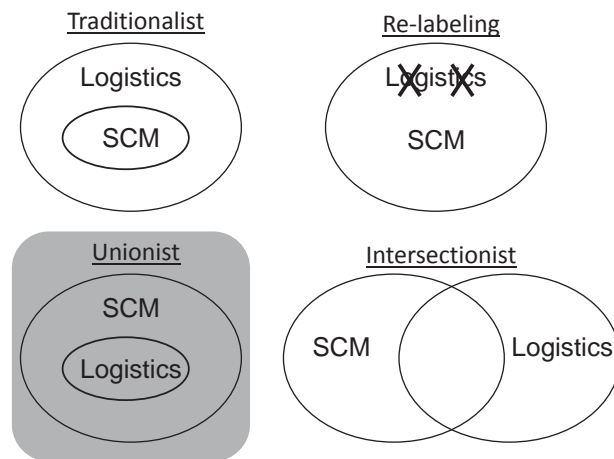 Traditionalist
Logistics
SCM
Re-labeling
Logistics
SCM
Unionist
SCM
Logistics
Intersectionist
SCM
Logistics